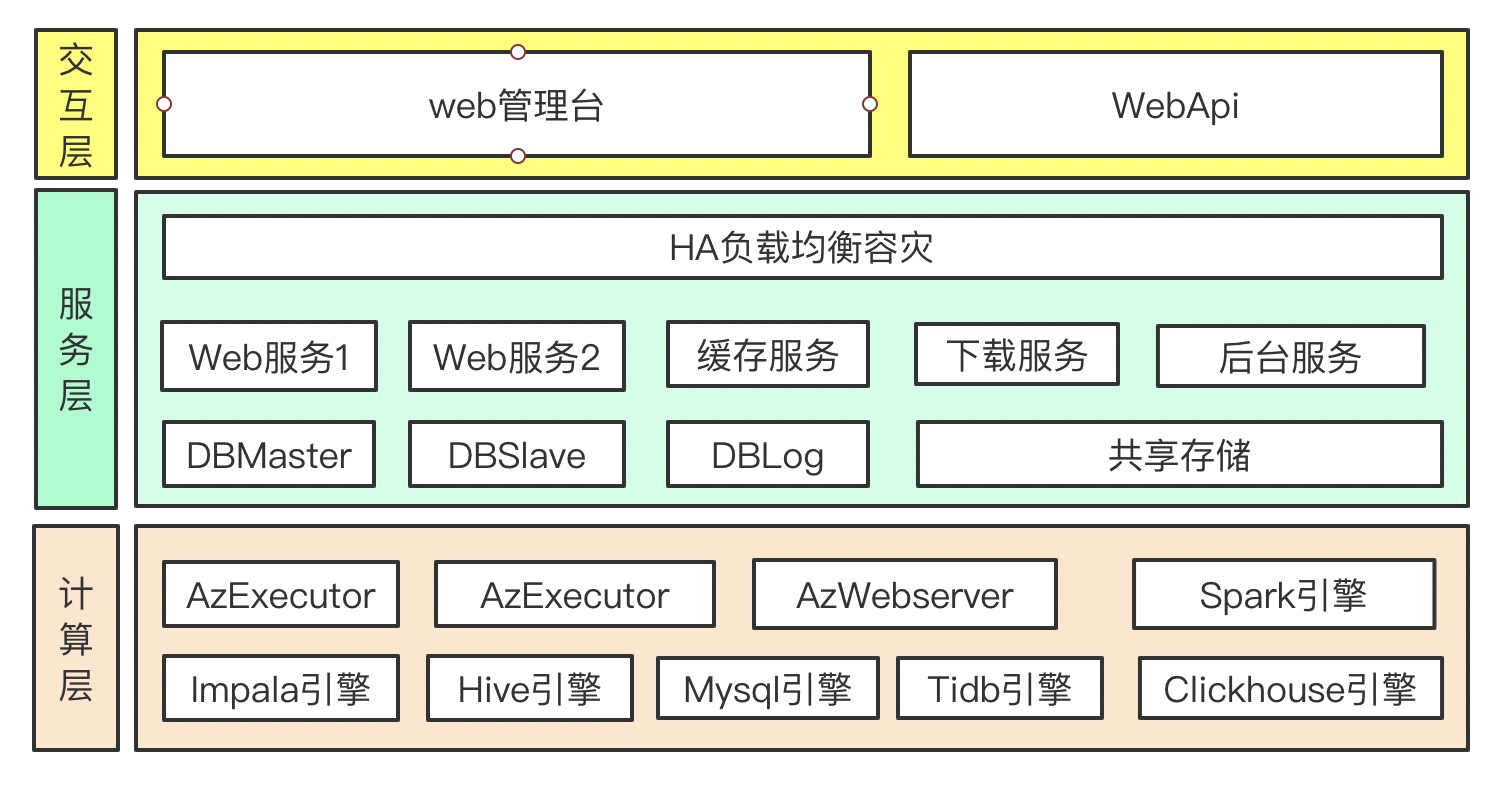 交互层
web管理台
WebApi
服务层
HA负载均衡容灾
Web服务1
Web服务2
缓存服务
下载服务
后台服务
DBMaster
DBSlave
DBLog
共享存储
计算层
AzExecutor
AzExecutor
AzWebserver
Spark引擎
Impala引擎
Hive引擎
Mysql引擎
Tidb引擎
Clickhouse引擎